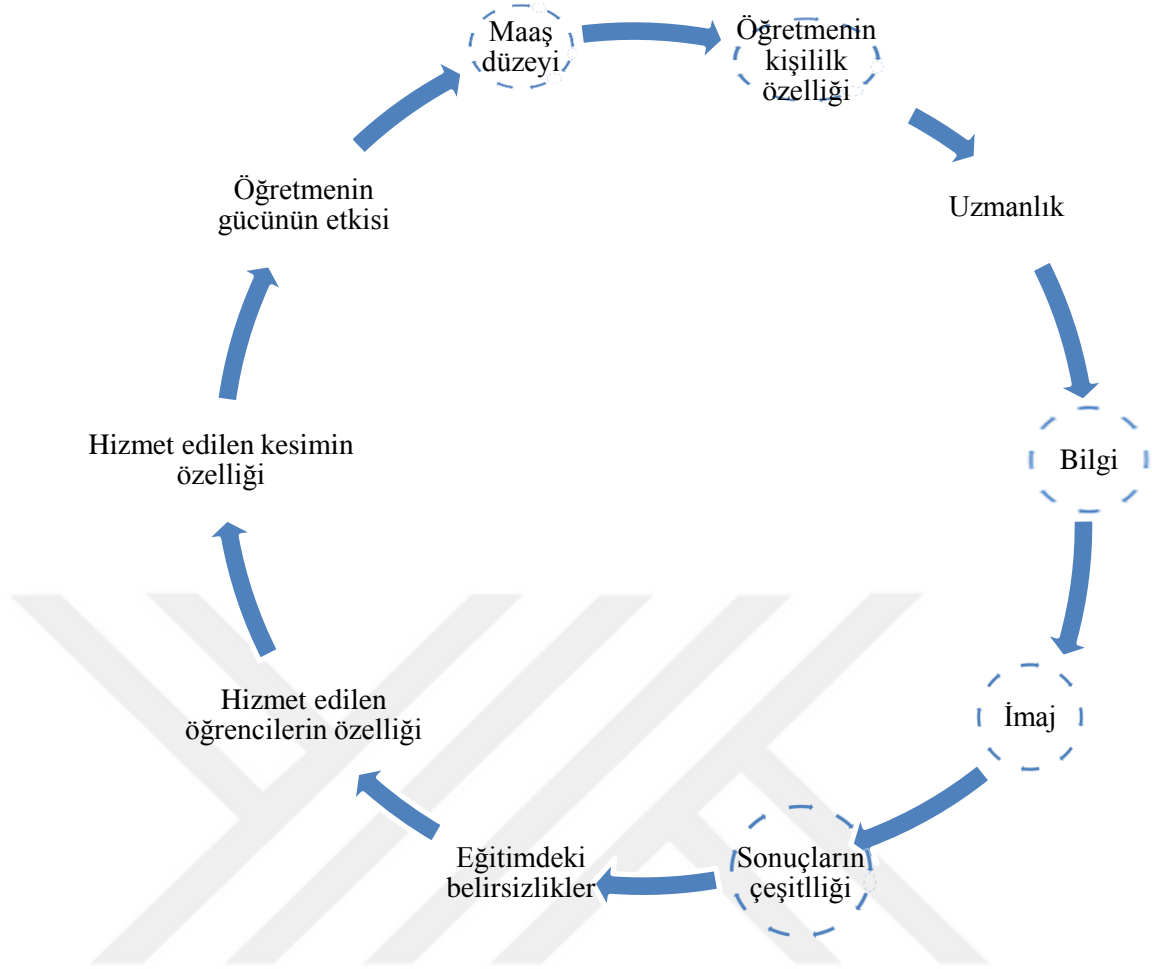 Maaş
düzeyi
Öğretmenin
kişililk
özelliği
Uzmanlık
Bilgi
İmaj
Sonuçların
çeşitlliği
Eğitimdeki
belirsizlikler
Hizmet edilen
öğrencilerin özelliği
Hizmet edilen kesimin
özelliği
Öğretmenin
gücünün etkisi